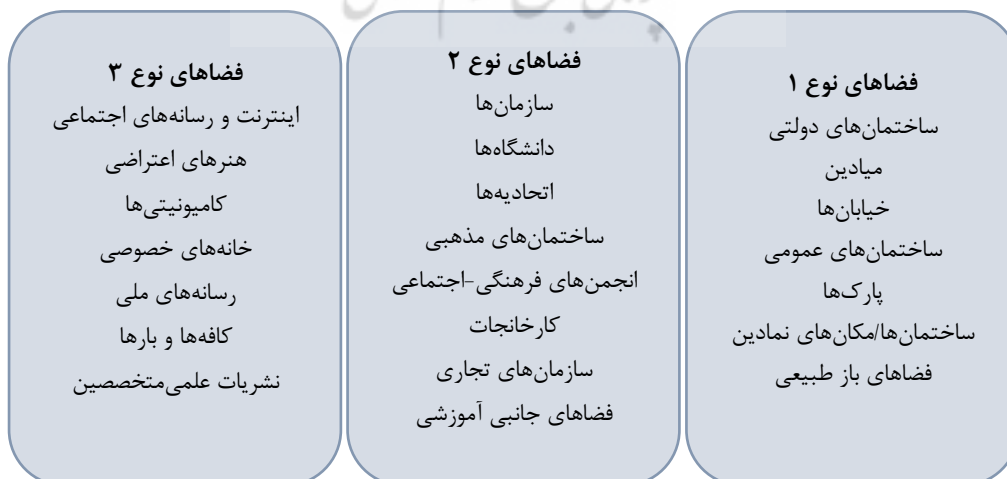 فضاهای نوع ۱
ساختمان‌های دولتی
میادین
خیابان‌ها
ساختمان‌های عمومی
پارک‌ها
ساختمان‌ها/مکان‌های نمادین
فضاهای باز طبیعی
فضاهای نوع ۲
سازمان‌ها
دانشگاه‌ها
اتحادیه‌ها
ساختمان‌های مذهبی
انجمن‌های فرهنگی-اجتماعی
کارخانجات
سازمان‌های تجاری
فضاهای جانبی آموزشی
فضاهای نوع ۳
اینترنت و رسانه‌های اجتماعی
هنرهای اعتراضی
کامیونیتی‌ها
خانه‌های خصوصی
رسانه‌های ملی
کافه‌ها و بارها
نشریات علمی‌متخصصین